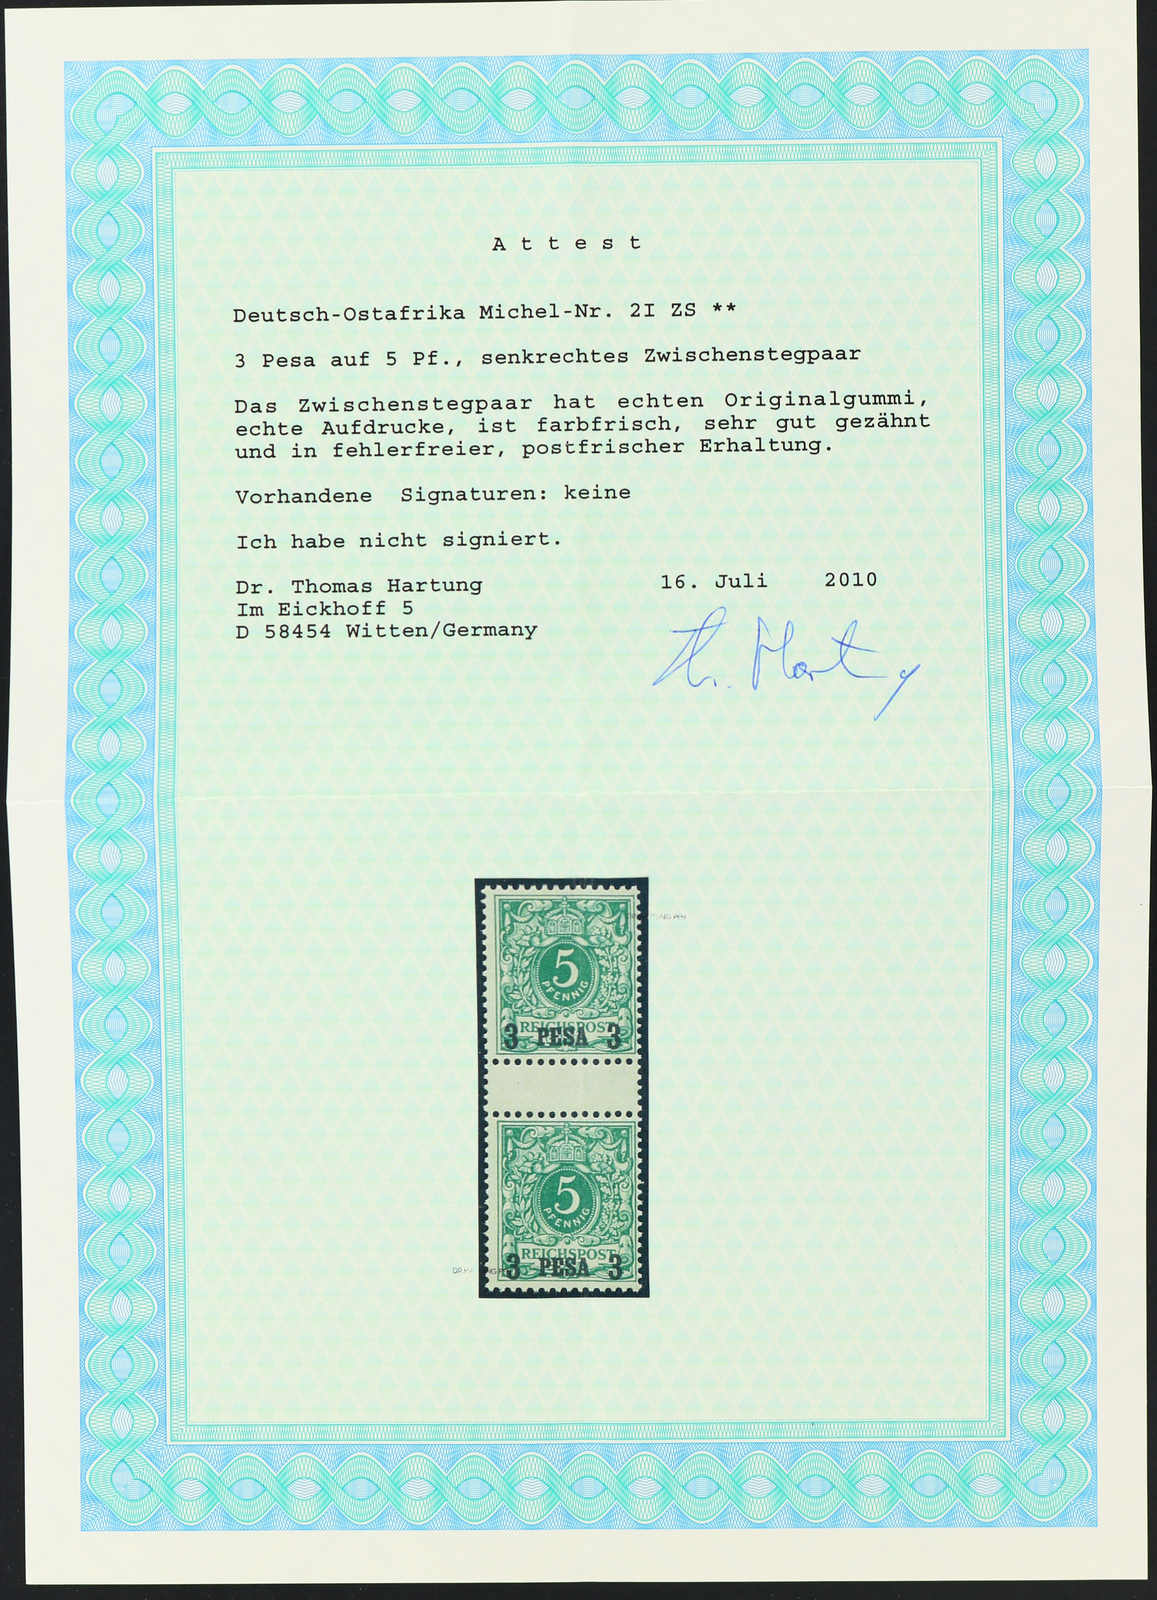 Attest
Deutsch-Ostafrika Michel-Nr. 2I ZS **
3 Pesa auf 5 Pf., senkrechtes Zwischenstegpaar
Das Zwischenstegpaar hat echten Originalgummi,
echte Aufdrucke, ist farbfrisch, sehr gut gezähnt
und in fehlerfreier, postfrischer Erhaltung.
Vorhandene Signaturen: keine
Ich habe nicht signiert.
Dr. Thomas Hartung 16. Juli 2010
Im Eickhoff 5
D 58454 Witten/Germany
5
PFENNIG
REICHSPOST
3 PESA 3
5
PFENNIG
REICHSPOST
3 PESA 3